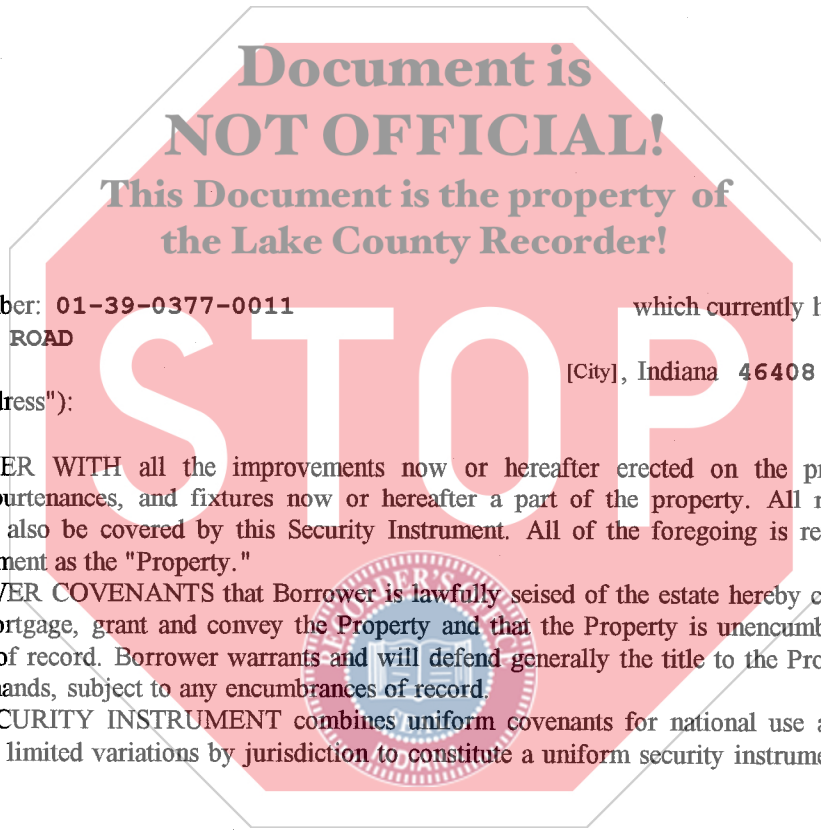 Document is
NOT OFFICIAL!
This Document is the property of
the Lake County Recorder!
STOP
ber: 01-39-0377-0011 which currently h
ROAD
[City], Indiana 46408
dress"):
ER WITH all the improvements now or hereafter erected on the pr
purtenances, and fixtures now or hereafter a part of the property. All r
also be covered by this Security Instrument. All of the foregoing is re
ment as the "Property."
VER COVENANTS that Borrower is lawfully seised of the estate hereby c
ortgage, grant and convey the Property and that the Property is unencumb
of record. Borrower warrants and will defend generally the title to the Pro
ands, subject to any encumbrances of record.
CURITY INSTRUMENT combines uniform covenants for national use a
limited variations by jurisdiction to constitute a uniform security instrume
RECORDER'S OFFICE
INDIANA